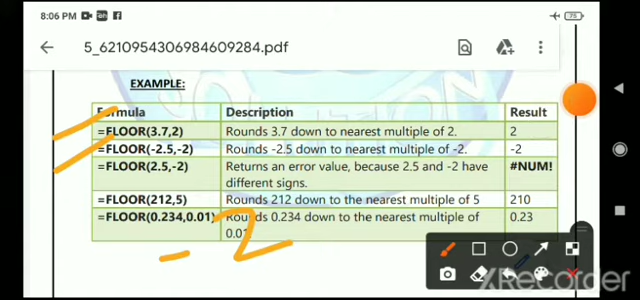 8:06 PM
75
5_6210954306984609284.pdf
EXAMPLE:
Formula Description Result
=FLOOR(3.7,2) Rounds 3.7 down to nearest multiple of 2. 2
=FLOOR(-2.5,-2) Rounds -2.5 down to nearest multiple of -2. -2
=FLOOR(2.5,-2) Returns an error value, because 2.5 and -2 have #NUM!
different signs.
=FLOOR(212,5) Rounds 212 down to the nearest multiple of 5 210
=FLOOR(0.234,0.01) Rounds 0.234 down to the nearest multiple of 0.23
0.01
-2
XRECORDER